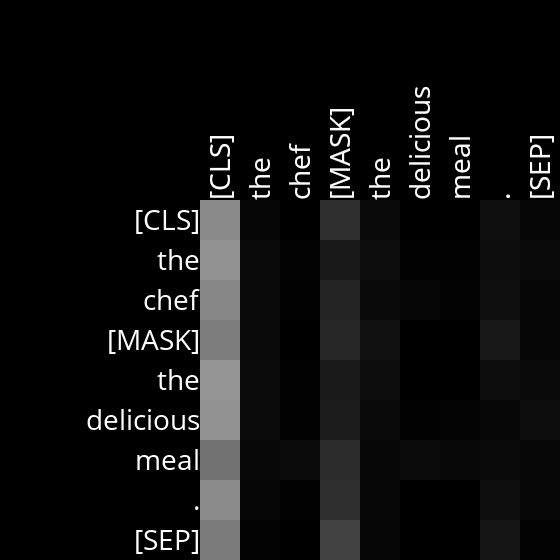 [CLS]
the
chef
[MASK]
the
delicious
meal
.
[SEP]
[CLS]
the
chef
[MASK]
the
delicious
meal
.
[SEP]